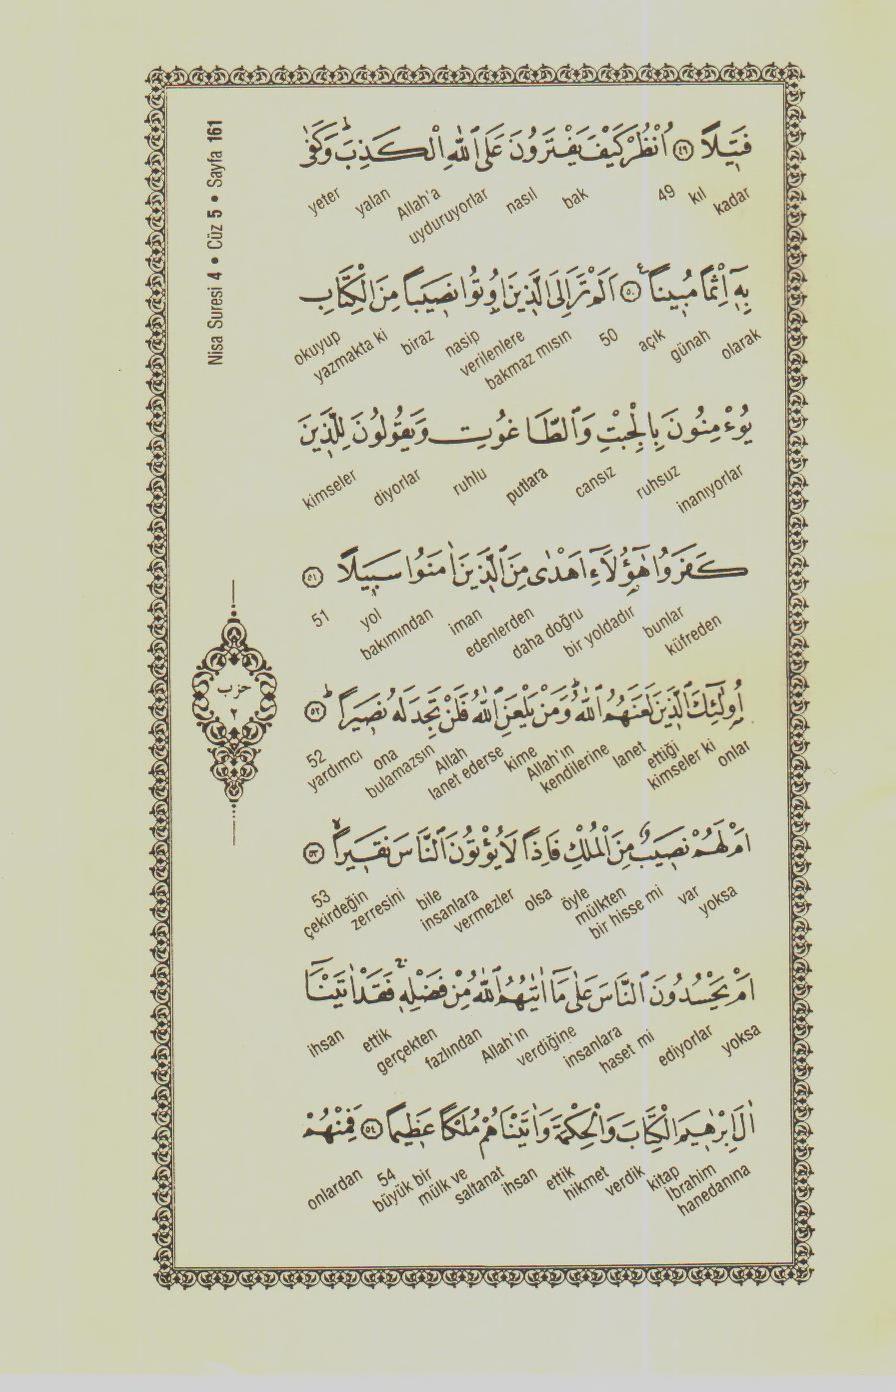 Nisa Suresi 4 • Cüz 5 • Sayfa 161
فَتٖيلاً ﴿٤٩﴾ اُنْظُرْ كَيْفَ يَفْتَرُونَ عَلَى اللّٰهِ الْكَذِبَؕ وَكَفٰى
kadar kıl 49 bak nasıl uyduruyorlar Allah'a yalan yeter
بِهٖٓ اِثْماً مُبٖيناًࣖ ﴿٥٠﴾ اَلَمْ تَرَ اِلَى الَّذٖينَ اُوتُوا نَصٖيباً مِنَ الْكِتَابِ
olarak günah açık 50 bakmaz mısın verilenlere nasip biraz yazmakta ki okuyup
يُؤْمِنُونَ بِالْجِبْتِ وَالطَّاغُوتِ وَيَقُولُونَ لِلَّذٖينَ
inanıyorlar ruhsuz cansız putlara ruhlu diyorlar kimseler
كَفَرُوا هٰٓؤُ۬لَٓاءِ اَهْدٰى مِنَ الَّذٖينَ اٰمَنُوا سَبٖيلاً ﴿٥١﴾
küfreden bunlar bir yoldadır daha doğru edenlerden iman bakımından yol 51
اُو۬لٰٓئِكَ الَّذٖينَ لَعَنَهُمُ اللّٰهُؕ وَمَنْ يَلْعَنِ اللّٰهُ فَلَنْ تَجِدَ لَهُ نَصٖيراًؕ ﴿٥٢﴾
onlar kimseler ki ettiği lanet kendilerine Allah'ın kime lanet ederse Allah bulamazsın ona yardımcı 52
حزب
٢
اَمْ لَهُمْ نَصٖيبٌ مِنَ الْمُلْكِ فَاِذاً لَا يُؤْتُونَ النَّاسَ نَقٖيراًۙ ﴿٥٣﴾
yoksa var bir hisse mi mülkten öyle olsa vermezler insanlara bile zerresini çekirdeğin 53
اَمْ يَحْسُدُونَ النَّاسَ عَلٰى مَٓا اٰتٰيهُمُ اللّٰهُ مِنْ فَضْلِهٖۚ فَقَدْ اٰتَيْنَٓا
yoksa ediyorlar haset mi insanlara verdiğine Allah'ın fazlından gerçekten ettik ihsan
اٰلَ اِبْرٰهٖيمَ الْكِتَابَ وَالْحِكْمَةَ وَاٰتَيْنَاهُمْ مُلْكاً عَظٖيماً ﴿٥٤﴾ فَمِنْهُمْ
hanedanına İbrahim kitap verdik hikmet ettik ihsan saltanat mülk ve büyük bir 54 onlardan